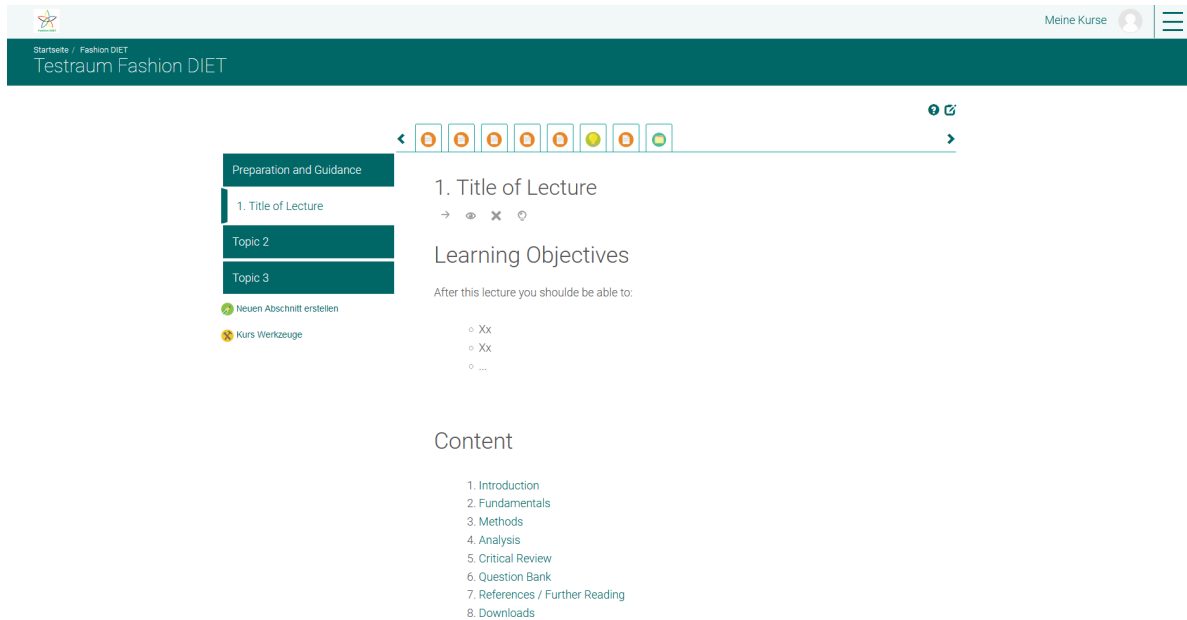 Meine Kurse
Startseite / Fashion DIET
Testraum Fashion DIET
Preparation and Guidance
1. Title of Lecture
Topic 2
Topic 3
Neuen Abschnitt erstellen
Kurs Werkzeuge
1. Title of Lecture
Learning Objectives
After this lecture you shoulde be able to:
Xx
Xx
...
Content
1. Introduction
2. Fundamentals
3. Methods
4. Analysis
5. Critical Review
6. Question Bank
7. References / Further Reading
8. Downloads